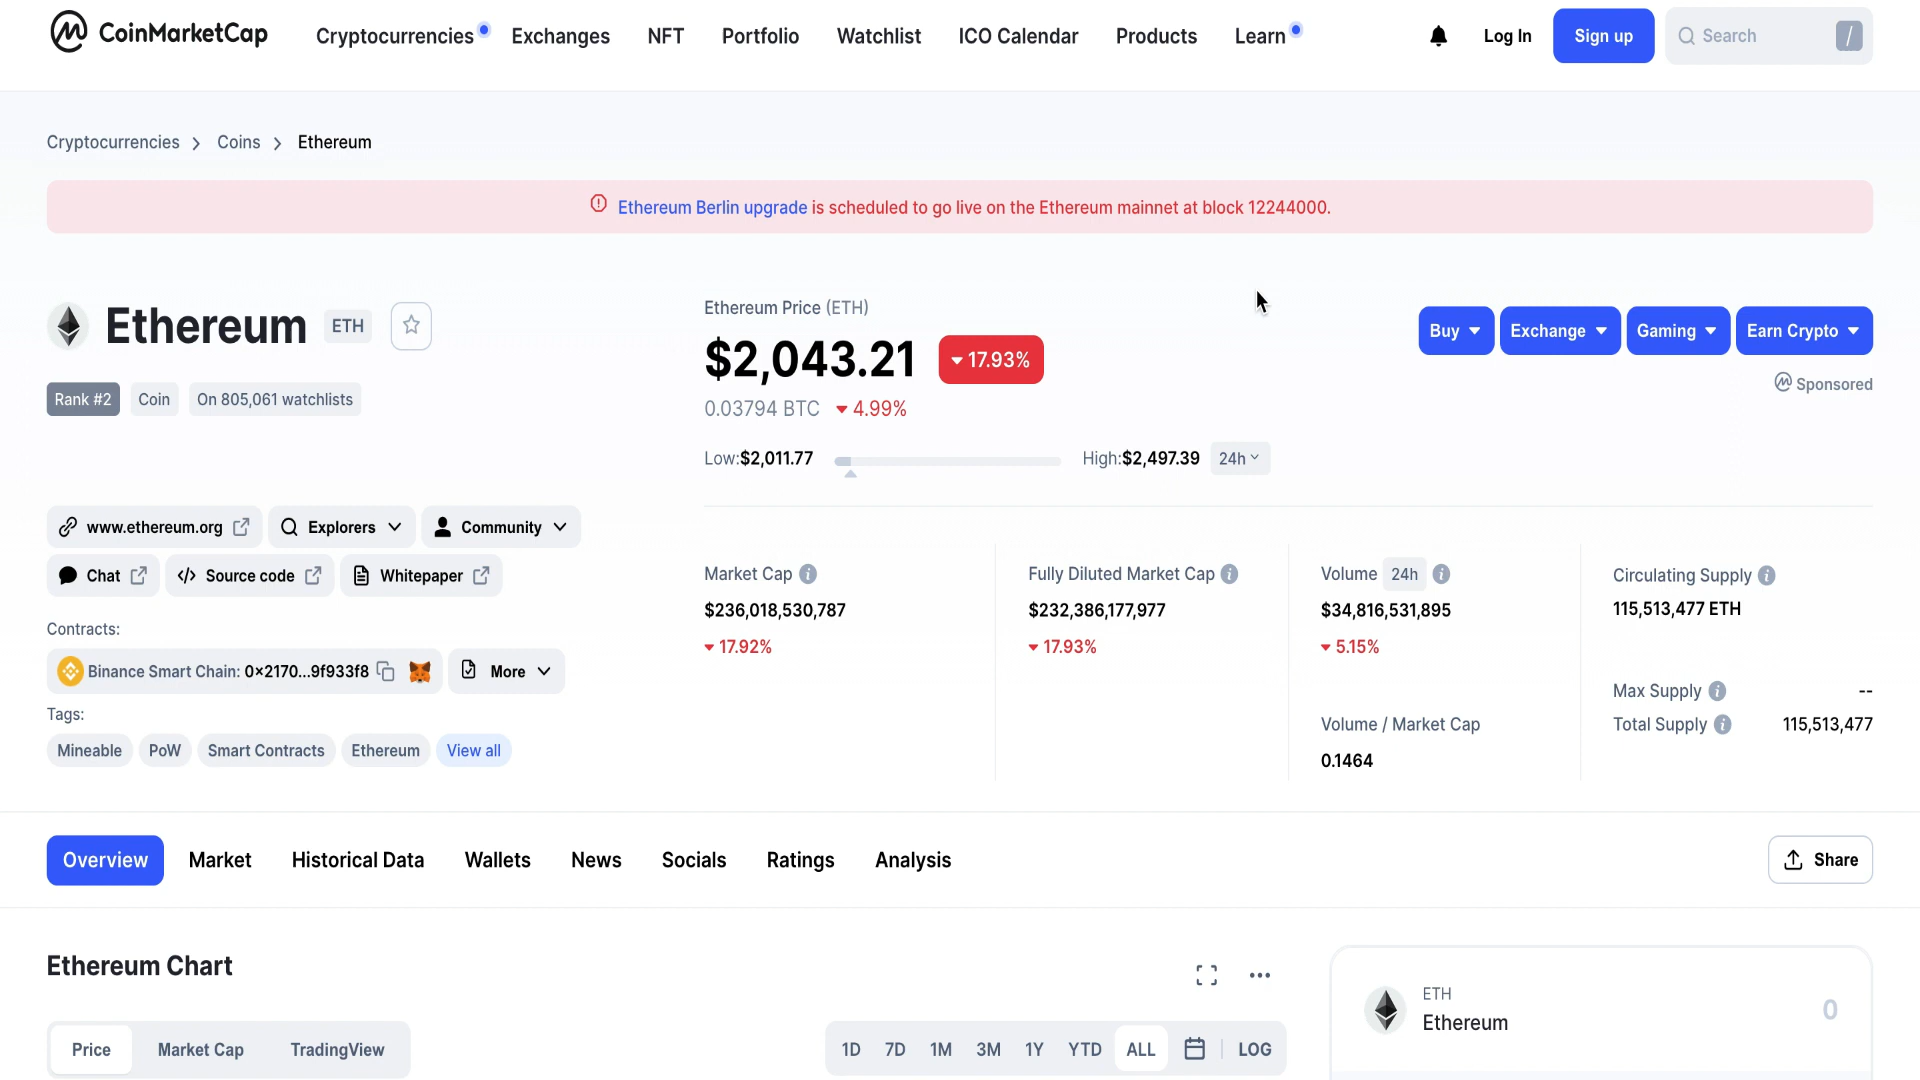 CoinMarketCap Cryptocurrencies Exchanges NFT Portfolio Watchlist ICO Calendar Products Learn Log In Sign up Search /
Cryptocurrencies Coins Ethereum
Ethereum Berlin upgrade is scheduled to go live on the Ethereum mainnet at block 12244000.
Ethereum ETH
Rank #2 Coin On 805,061 watchlists
www.ethereum.org Explorers Community
Chat Source code Whitepaper
Contracts:
Binance Smart Chain: 0×2170...9f933f8 More
Tags:
Mineable PoW Smart Contracts Ethereum View all
Ethereum Price (ETH)
$2,043.21 17.93%
0.03794 BTC 4.99%
Low:$2,011.77 High:$2,497.39 24h
Buy Exchange Gaming Earn Crypto
Sponsored
Market Cap
$236,018,530,787
17.92%
Fully Diluted Market Cap
$232,386,177,977
17.93%
Volume 24h
$34,816,531,895
5.15%
Volume / Market Cap
0.1464
Circulating Supply
115,513,477 ETH
Max Supply --
Total Supply 115,513,477
Overview Market Historical Data Wallets News Socials Ratings Analysis Share
Ethereum Chart
Price Market Cap TradingView 1D 7D 1M 3M 1Y YTD ALL LOG
ETH
Ethereum 0